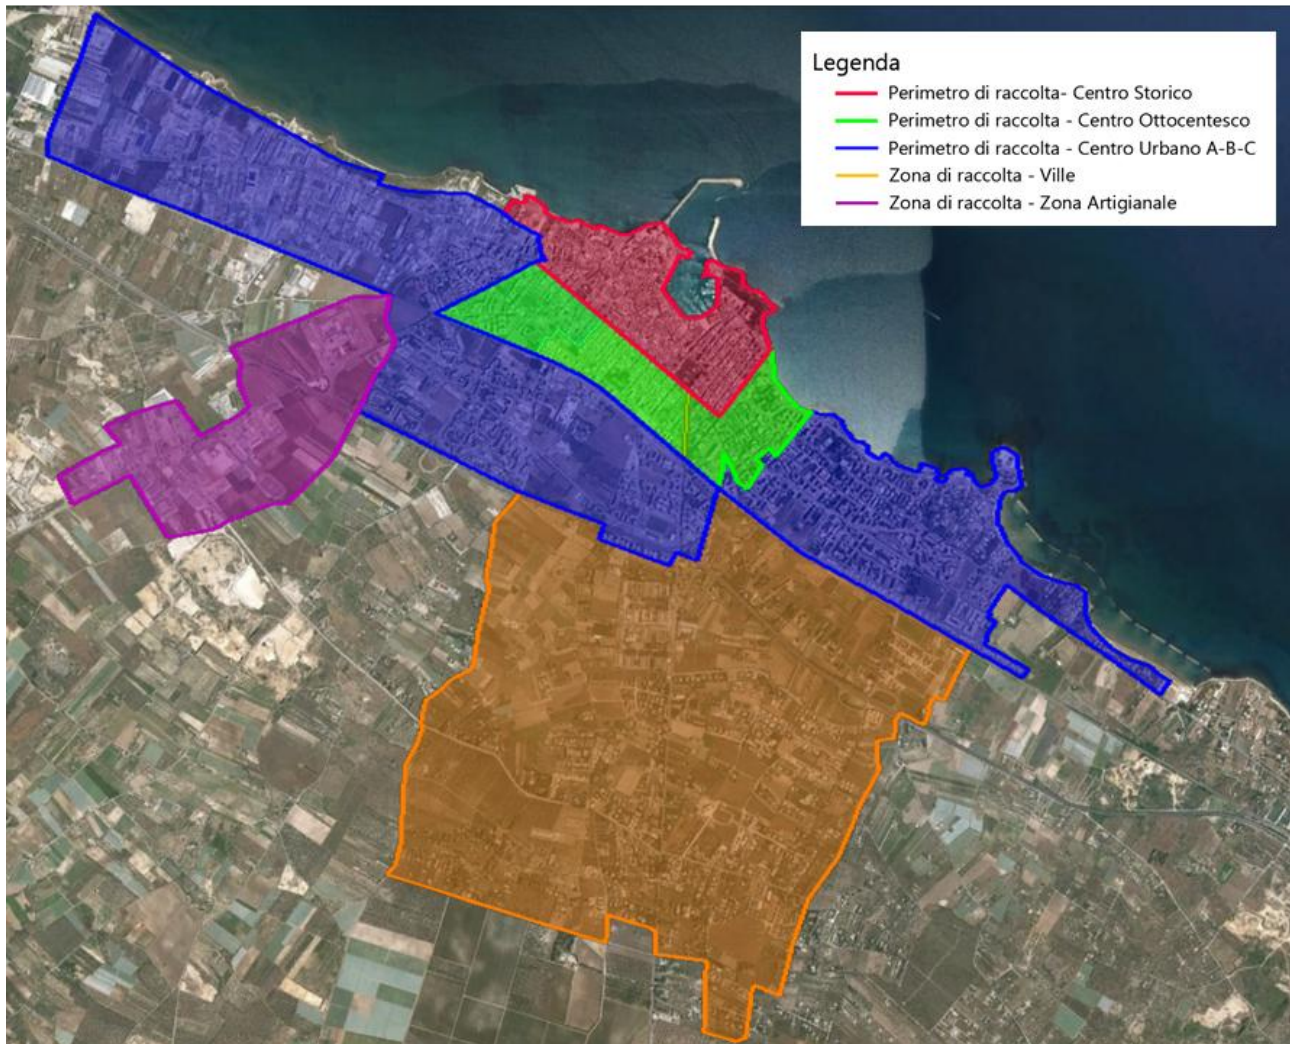 Legenda
Perimetro di raccolta- Centro Storico
Perimetro di raccolta - Centro Ottocentesco
Perimetro di raccolta - Centro Urbano A-B-C
Zona di raccolta - Ville
Zona di raccolta - Zona Artigianale